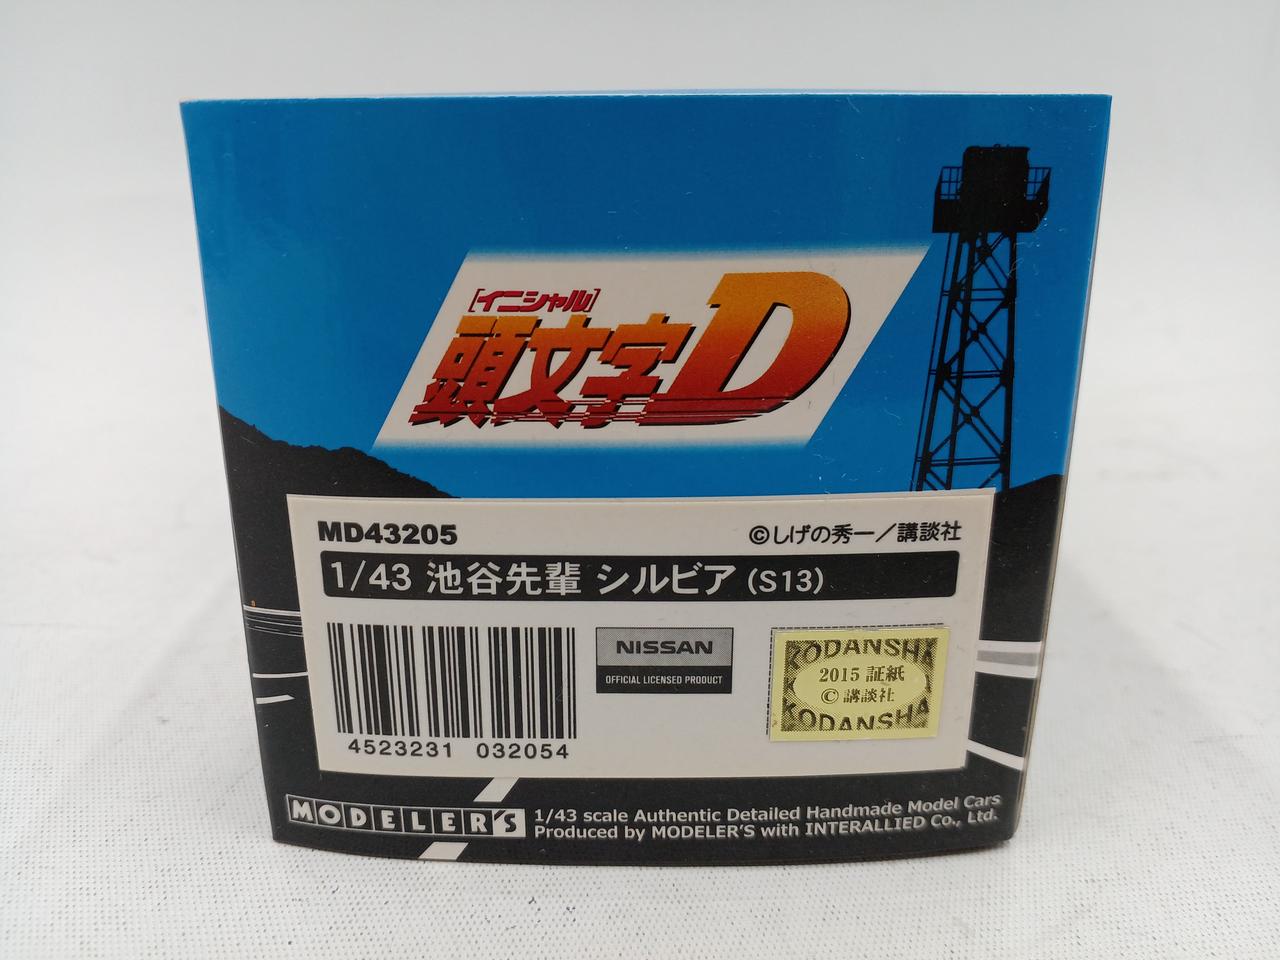 [イニシャル]
頭文字D
MD43205
©しげの秀一/講談社
1/43 池谷先輩 シルビア (S13)
NISSAN
OFFICIAL LICENSED PRODUCT
KODANSHA
2015 証紙
© 講談社
KODANSHA
4523231 032054
MODELER'S
1/43 scale Authentic Detailed Handmade Model Cars
Produced by MODELER'S with INTERALLIED Co., Ltd.